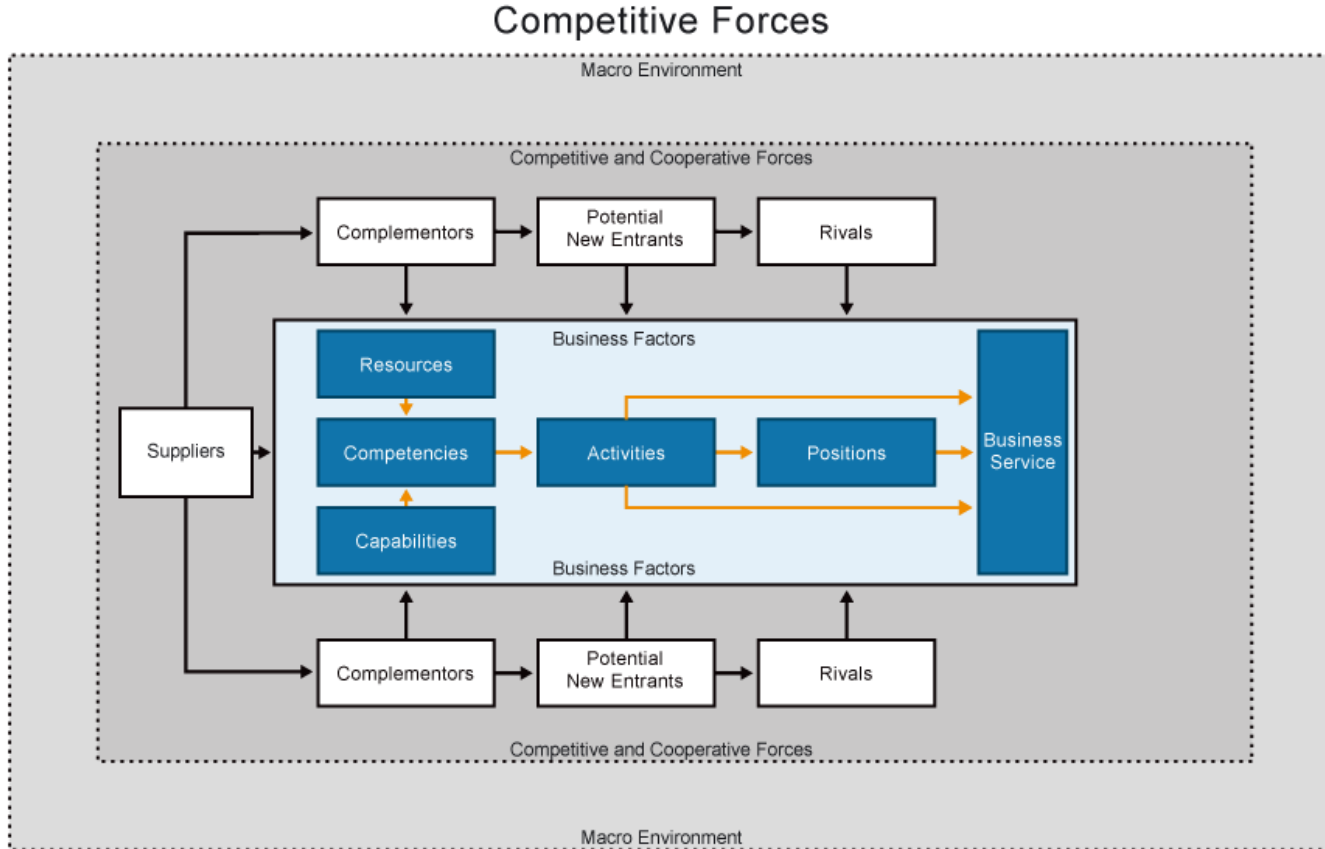 Competitive Forces
Macro Environment
Competitive and Cooperative Forces
Complementors
Potential
New Entrants
Rivals
Business Factors
Resources
Suppliers
Competencies
Activities
Positions
Business
Service
Capabilities
Business Factors
Complementors
Potential
New Entrants
Rivals
Competitive and Cooperative Forces
Macro Environment